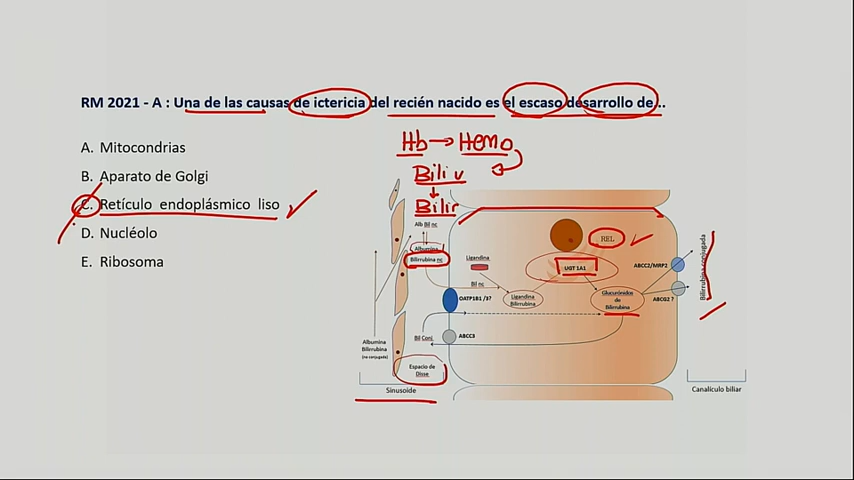 RM 2021 - A : Una de las causas de ictericia del recién nacido es el escaso desarrollo de..
A. Mitocondrias
B. Aparato de Golgi
C. Retículo endoplásmico liso
D. Nucléolo
E. Ribosoma
Hb → Hemo
Biliv
Bilir
Alb Bil nc
Albumina
Bilirrubina nc
Ligandina
Bil nc
OATP1B1 /3?
Ligandina
Bilirrubina
REL
UGT 1A1
Glucurónidos
de
Bilirrubina
ABCC2/MRP2
ABCG2 ?
Bilirrubina conjugada
Bil Conj
ABCC3
Albumina
Bilirrubina
(no conjugada)
Espacio de
Disse
Sinusoide
Canalículo biliar